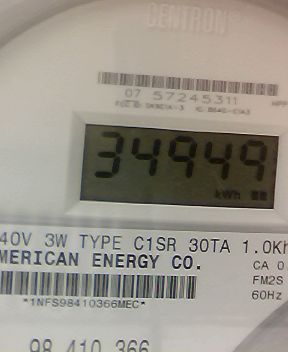 CENTRON®
07 57245311
34949
kWh
40V 3W TYPE C1SR 30TA 1.0Kh
MERICAN ENERGY CO.
CA 0
FM2S
60Hz
*1NFS98410366MEC*
98 410 366